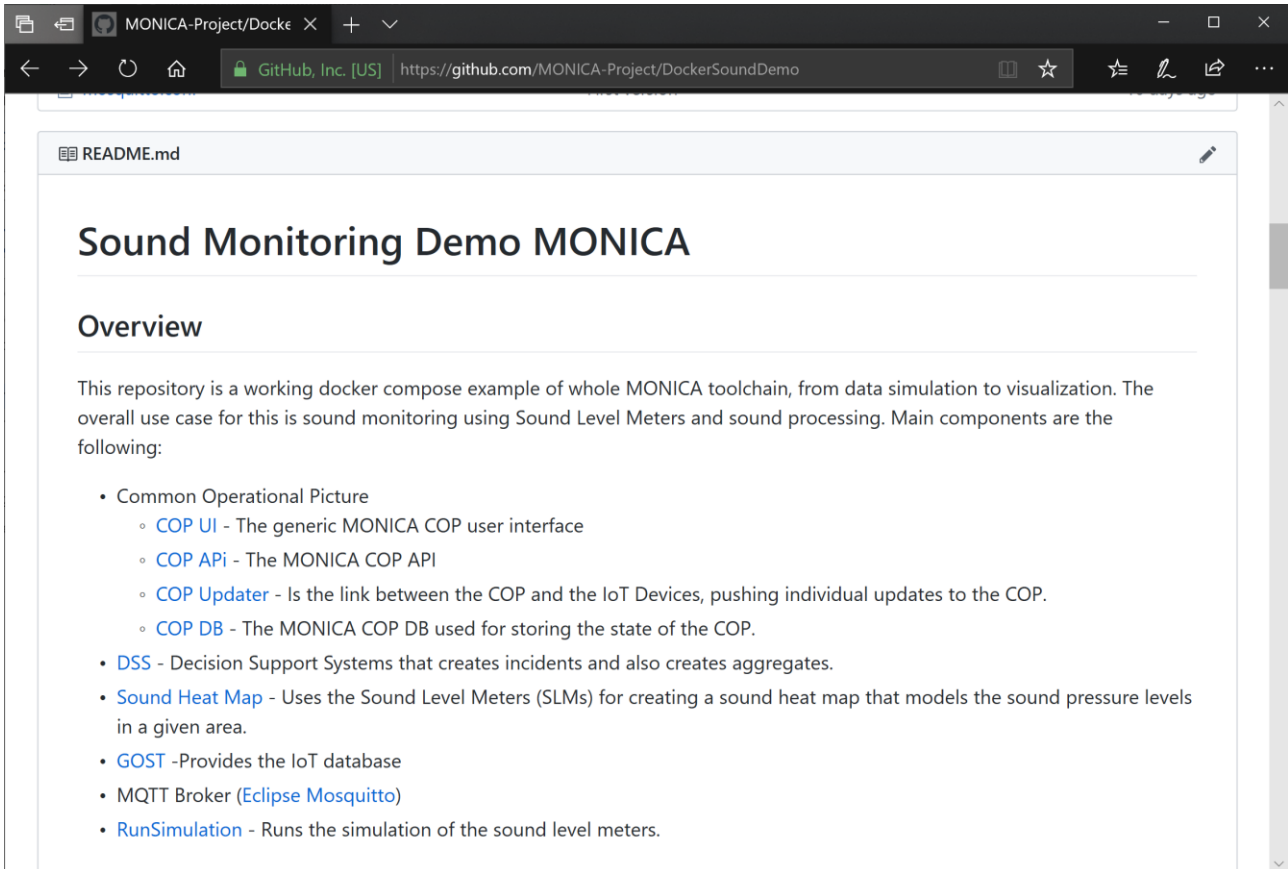 MONICA-Project/Docke
GitHub, Inc. [US] https://github.com/MONICA-Project/DockerSoundDemo
README.md
Sound Monitoring Demo MONICA
Overview
This repository is a working docker compose example of whole MONICA toolchain, from data simulation to visualization. The
overall use case for this is sound monitoring using Sound Level Meters and sound processing. Main components are the
following:
• Common Operational Picture
◦ COP UI - The generic MONICA COP user interface
◦ COP APi - The MONICA COP API
◦ COP Updater - Is the link between the COP and the IoT Devices, pushing individual updates to the COP.
◦ COP DB - The MONICA COP DB used for storing the state of the COP.
• DSS - Decision Support Systems that creates incidents and also creates aggregates.
• Sound Heat Map - Uses the Sound Level Meters (SLMs) for creating a sound heat map that models the sound pressure levels
in a given area.
• GOST -Provides the IoT database
• MQTT Broker (Eclipse Mosquitto)
• RunSimulation - Runs the simulation of the sound level meters.